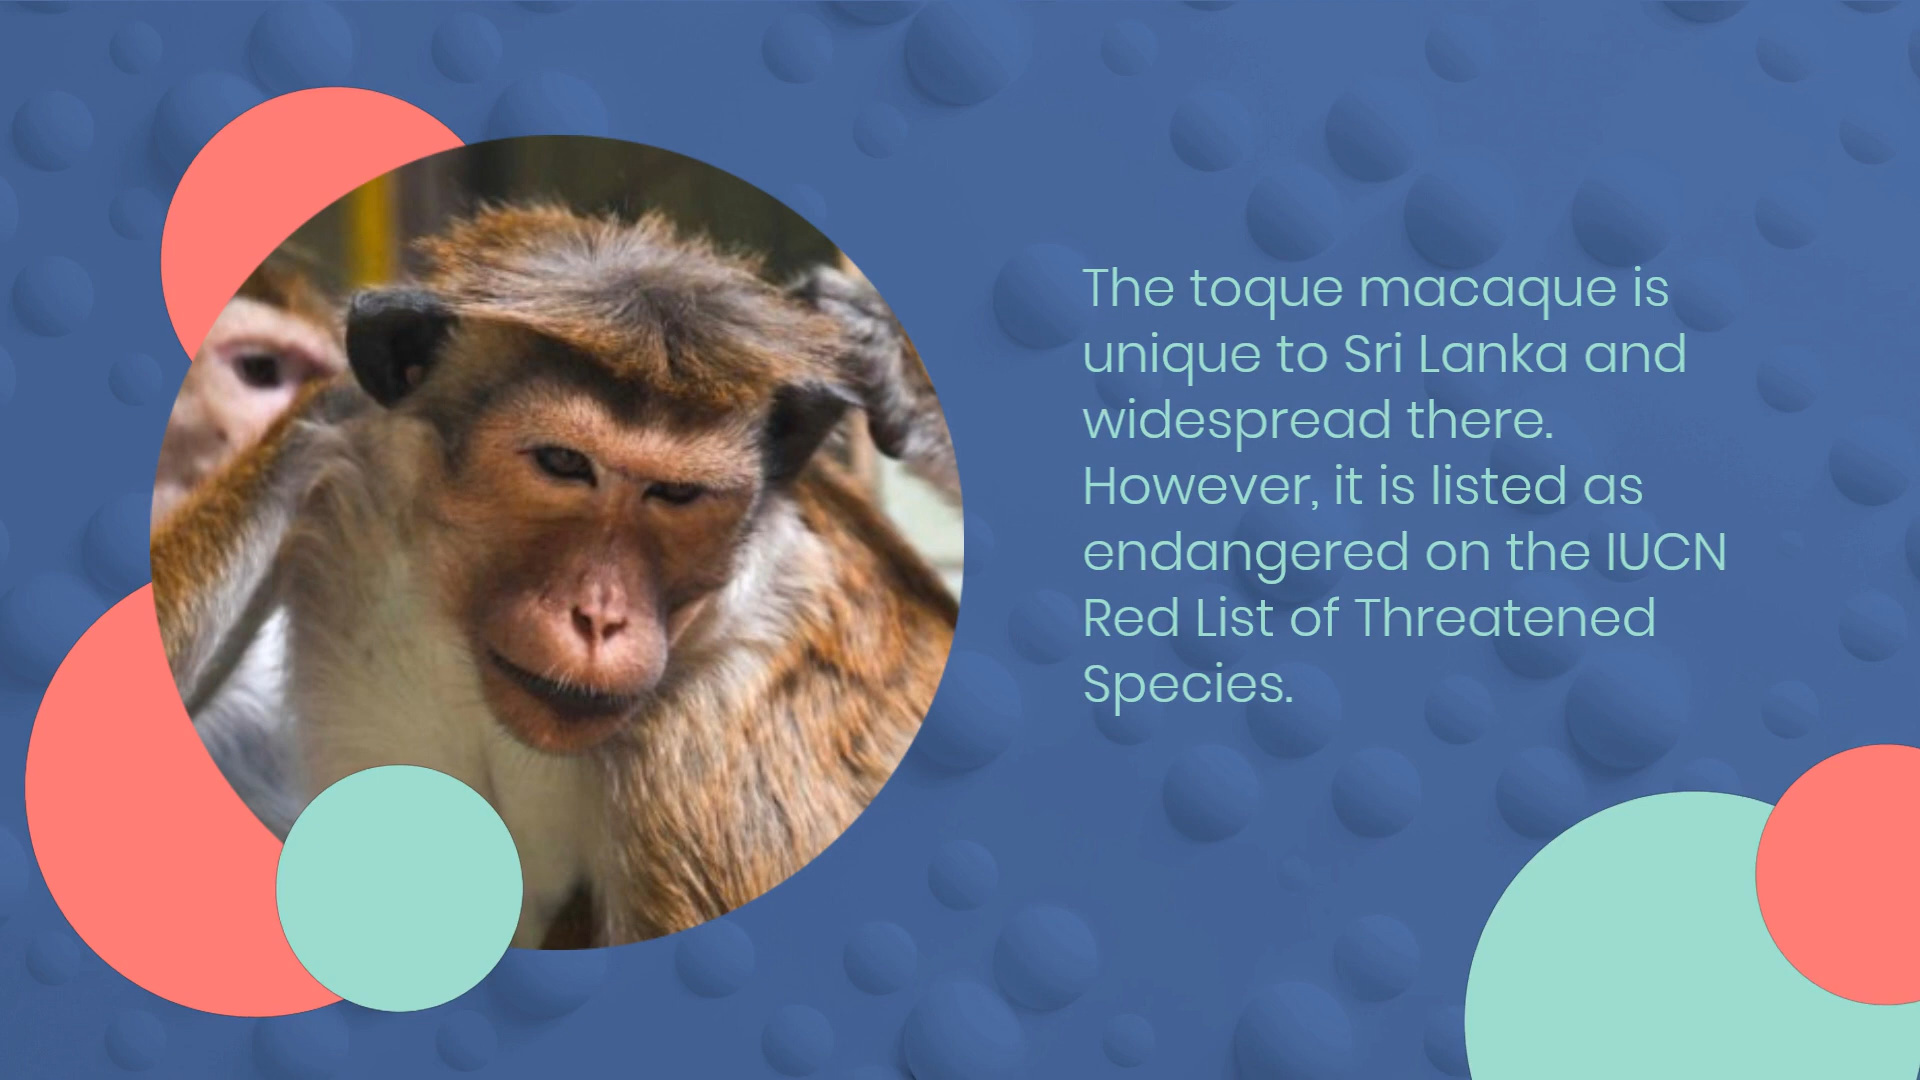 The toque macaque is
unique to Sri Lanka and
widespread there.
However, it is listed as
endangered on the IUCN
Red List of Threatened
Species.